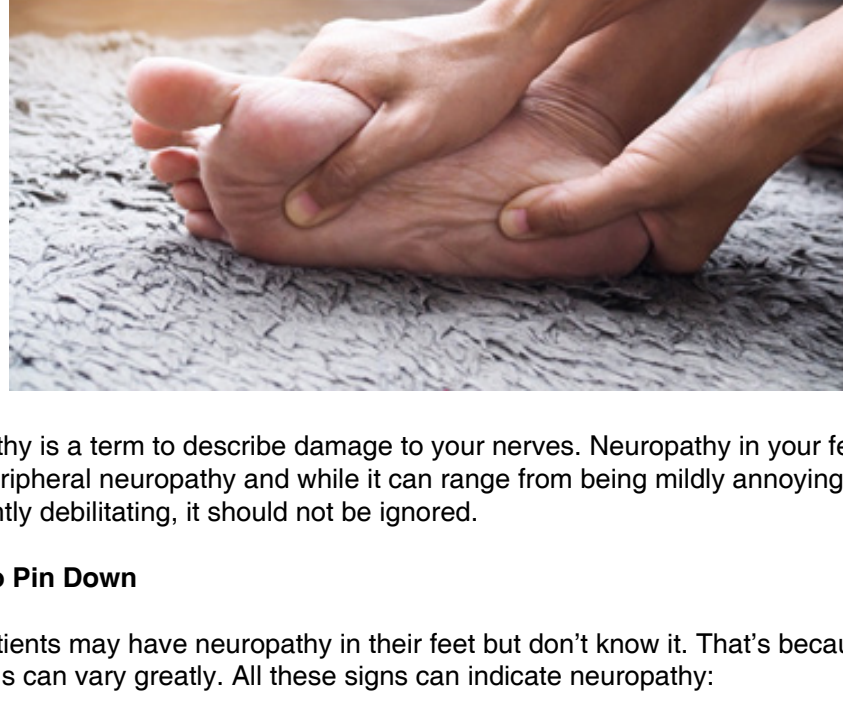 thy is a term to describe damage to your nerves. Neuropathy in your fe
ripheral neuropathy and while it can range from being mildly annoying
tly debilitating, it should not be ignored.
o Pin Down
tients may have neuropathy in their feet but don’t know it. That’s becau
s can vary greatly. All these signs can indicate neuropathy: